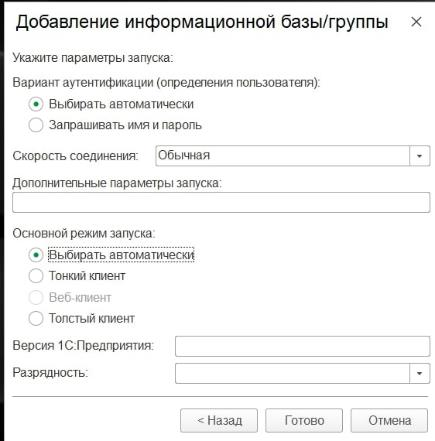 Добавление информационной базы/группы
Укажите параметры запуска:
Вариант аутентификации (определения пользователя):
Выбирать автоматически
Запрашивать имя и пароль
Скорость соединения: Обычная
Дополнительные параметры запуска:
Основной режим запуска:
Выбирать автоматически
Тонкий клиент
Веб-клиент
Толстый клиент
Версия 1С:Предприятия:
Разрядность:
< Назад Готово Отмена